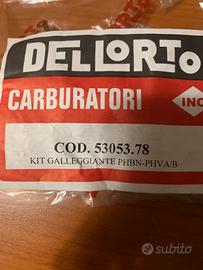 DELLORTO
CARBURATORI
INC
COD. 53053.78
KIT GALLEGGIANTE PHBN-PHVA/B
subito